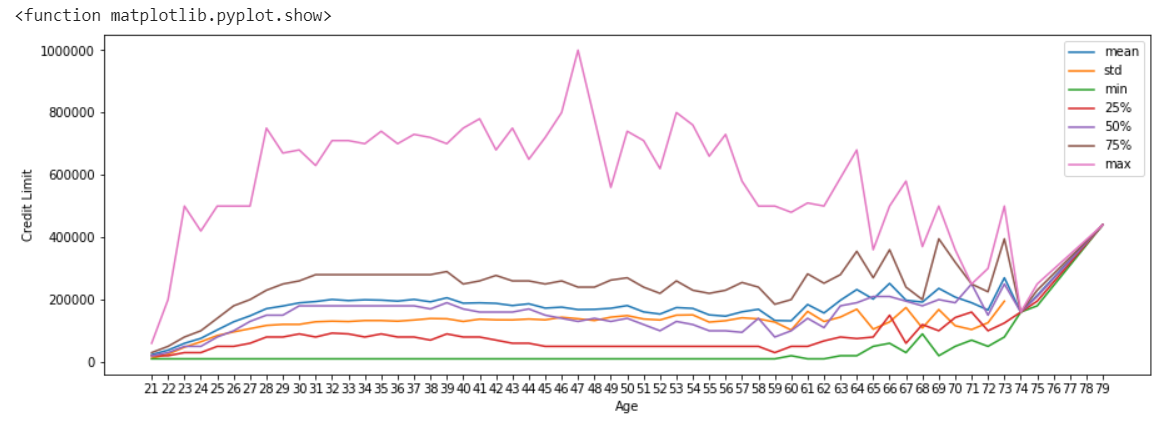 <function matplotlib.pyplot.show>
1000000
800000
600000
400000
200000
0
Credit Limit
mean
std
min
25%
50%
75%
max
21 22 23 24 25 26 27 28 29 30 31 32 33 34 35 36 37 38 39 40 41 42 43 44 45 46 47 48 49 50 51 52 53 54 55 56 57 58 59 60 61 62 63 64 65 66 67 68 69 70 71 72 73 74 75 76 77 78 79
Age